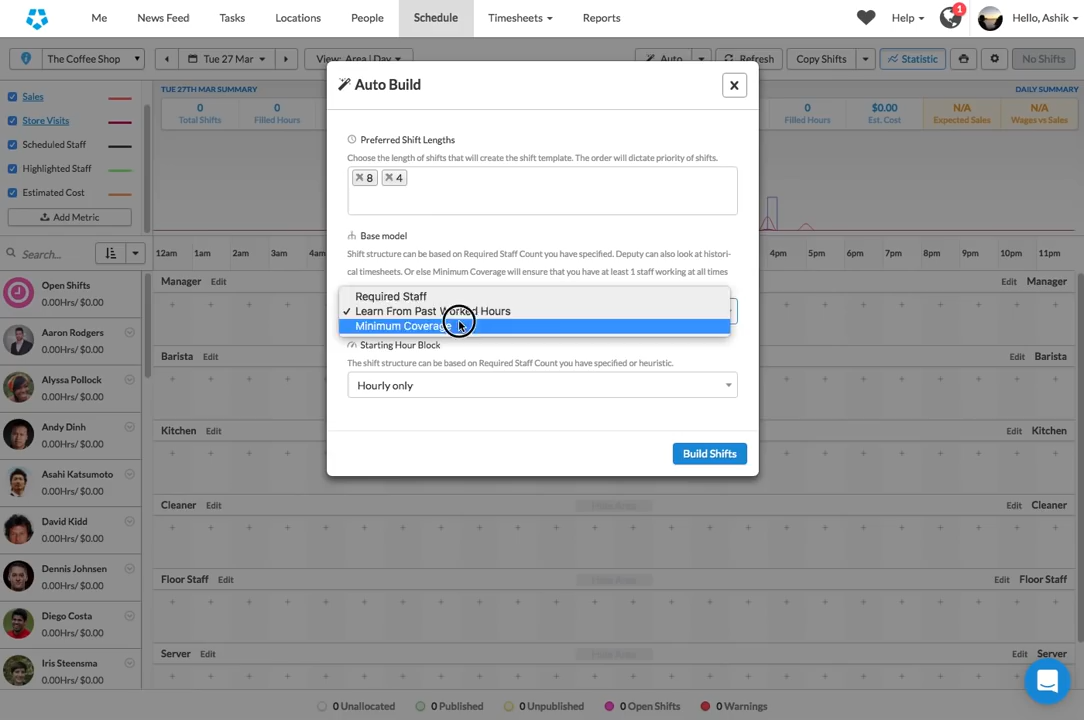 Me
News Feed
Tasks
Locations
People
Schedule
Timesheets
Reports
Help
1
Hello, Ashik
The Coffee Shop
Tue 27 Mar
View: Area | Day
Auto
Refresh
Copy Shifts
Statistic
No Shifts
Sales
Store Visits
Scheduled Staff
Highlighted Staff
Estimated Cost
Add Metric
TUE 27TH MAR SUMMARY
DAILY SUMMARY
0
Total Shifts
0
Filled Hours
0
Filled Hours
$0.00
Est. Cost
N/A
Expected Sales
N/A
Wages vs Sales
Auto Build
Preferred Shift Lengths
Choose the length of shifts that will create the shift template. The order will dictate priority of shifts.
8
4
Base model
Shift structure can be based on Required Staff Count you have specified. Deputy can also look at histori-
cal timesheets. Or else Minimum Coverage will ensure that you have at least 1 staff working at all times
Required Staff
✓ Learn From Past Worked Hours
Minimum Coverage
Starting Hour Block
The shift structure can be based on Required Staff Count you have specified or heuristic.
Hourly only
Build Shifts
Search...
12am 1am 2am 3am 4am
4pm 5pm 6pm 7pm 8pm 9pm 10pm 11pm
Open Shifts
0.00Hrs/ $0.00
Aaron Rodgers
0.00Hrs/ $0.00
Alyssa Pollock
0.00Hrs/ $0.00
Andy Dinh
0.00Hrs/ $0.00
Asahi Katsumoto
0.00Hrs/ $0.00
David Kidd
0.00Hrs/ $0.00
Dennis Johnsen
0.00Hrs/ $0.00
Diego Costa
0.00Hrs/ $0.00
Iris Steensma
0.00Hrs/ $0.00
Manager Edit
Edit Manager
Barista Edit
Edit Barista
Kitchen Edit
Edit Kitchen
Cleaner Edit
Hide Area
Edit Cleaner
Floor Staff Edit
Hide Area
Edit Floor Staff
Server Edit
Hide Area
Edit Server
0 Unallocated
0 Published
0 Unpublished
0 Open Shifts
0 Warnings